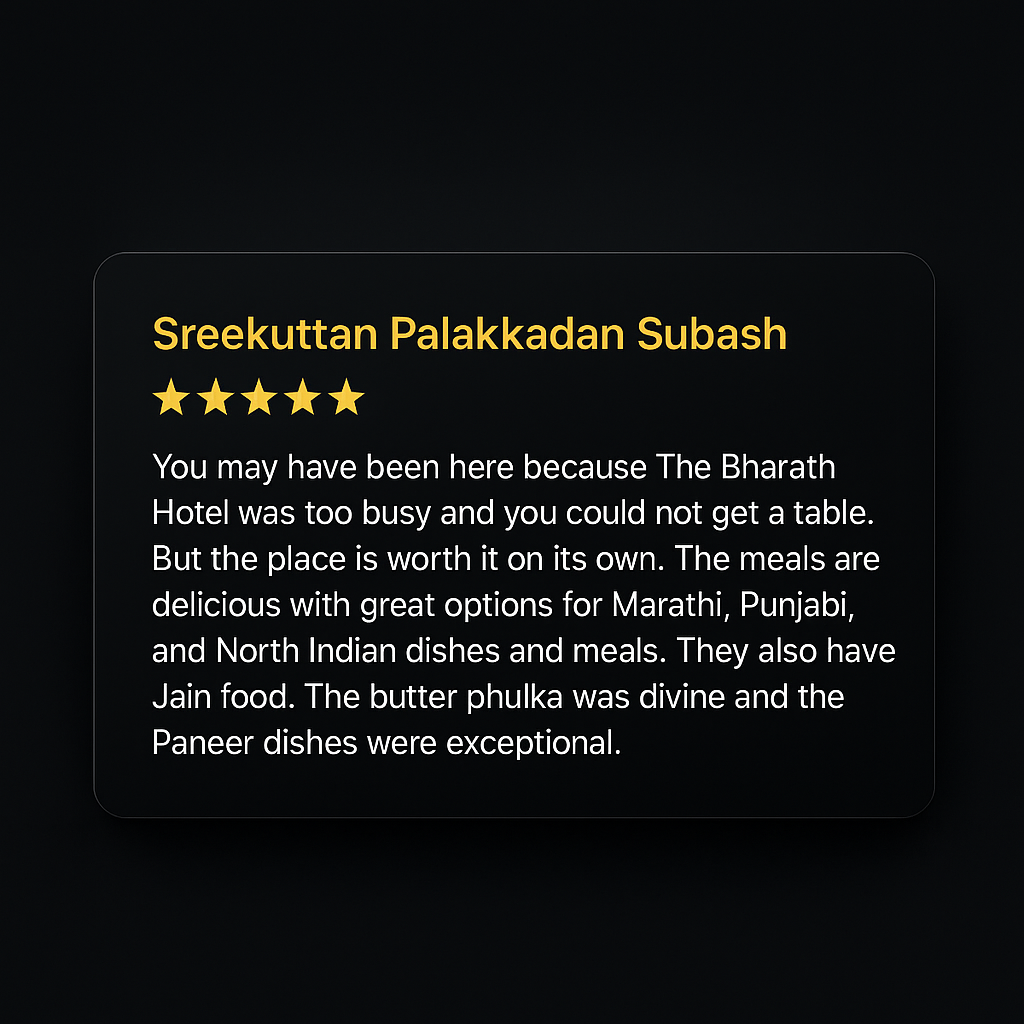 Sreekuttan Palakkadan Subash
★★★★★
You may have been here because The Bharath
Hotel was too busy and you could not get a table.
But the place is worth it on its own. The meals are
delicious with great options for Marathi, Punjabi,
and North Indian dishes and meals. They also have
Jain food. The butter phulka was divine and the
Paneer dishes were exceptional.